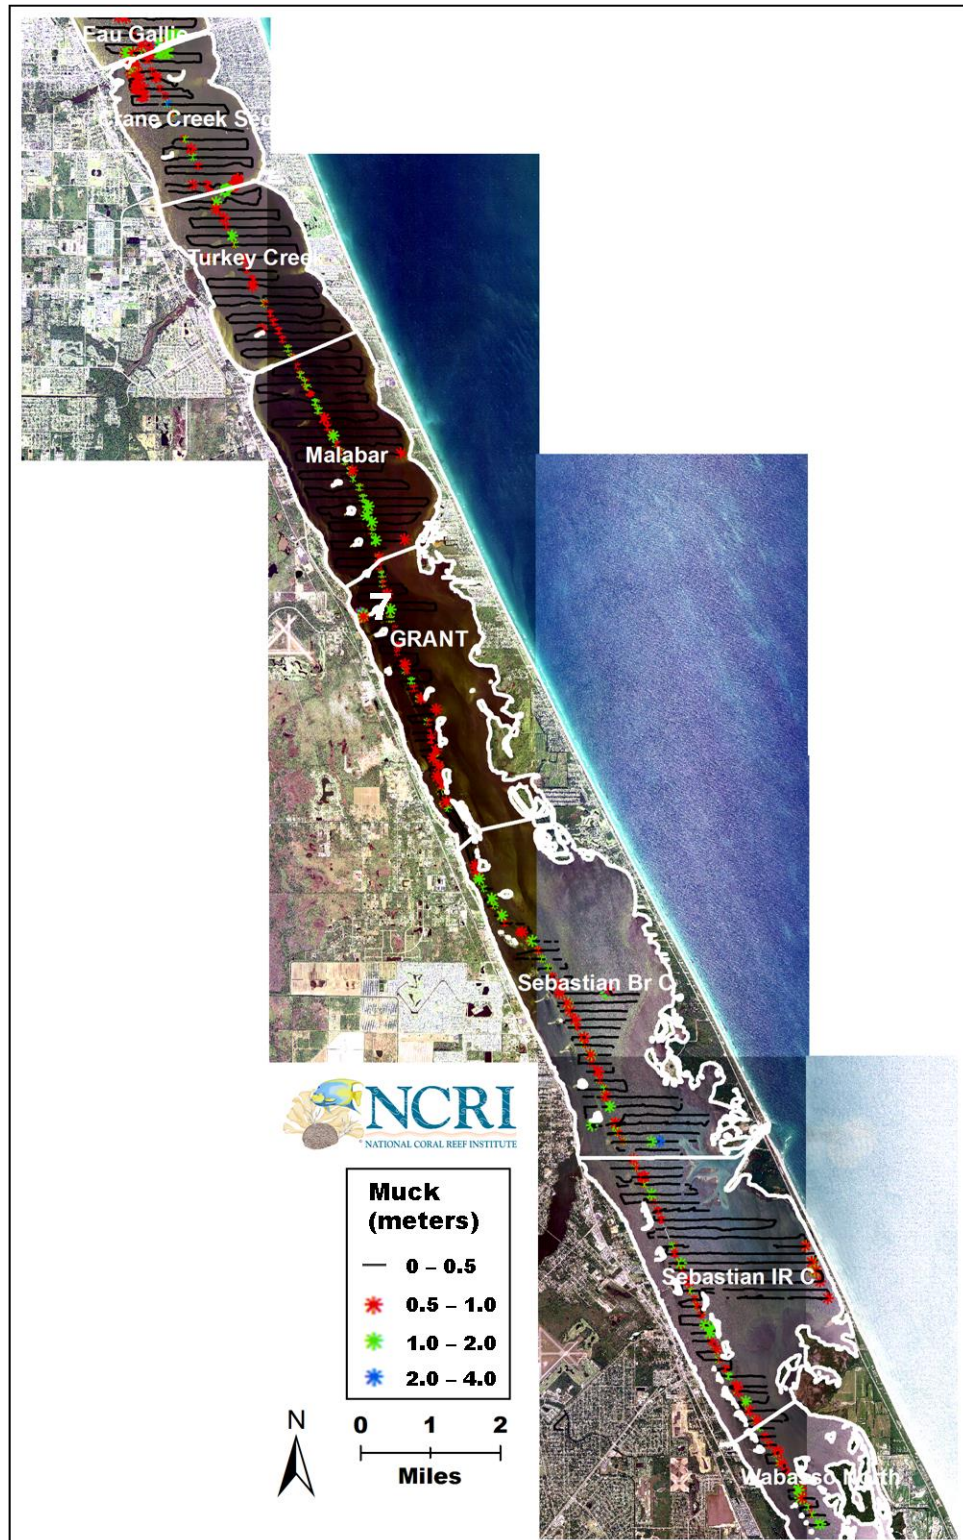 Eau Gallie
Crane Creek Sec
Turkey Creek
Malabar
7
GRANT
Sebastian Br C
NCRI
NATIONAL CORAL REEF INSTITUTE
Muck
(meters)
0 – 0.5
0.5 – 1.0
1.0 – 2.0
2.0 – 4.0
Sebastian IR C
N
0 1 2
Miles
Wabasso North